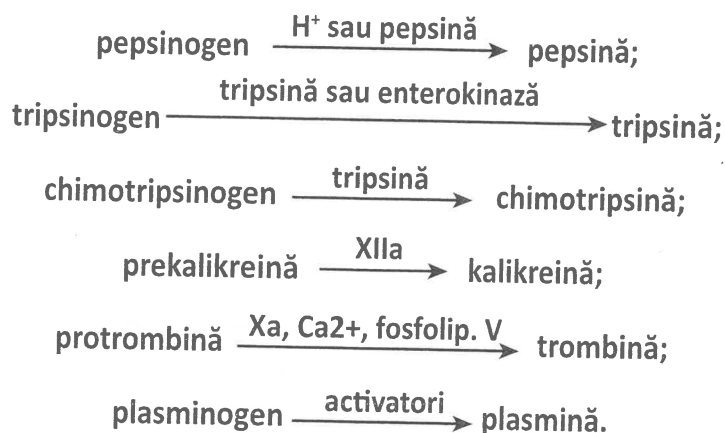 pepsinogen H⁺ sau pepsină pepsină;
tripsinogen tripsină sau enterokinază tripsină;
chimotripsinogen tripsină chimotripsină;
prekalikreină XIIa kalikreină;
protrombină Xa, Ca2+, fosfolip. V trombină;
plasminogen activatori plasmină.